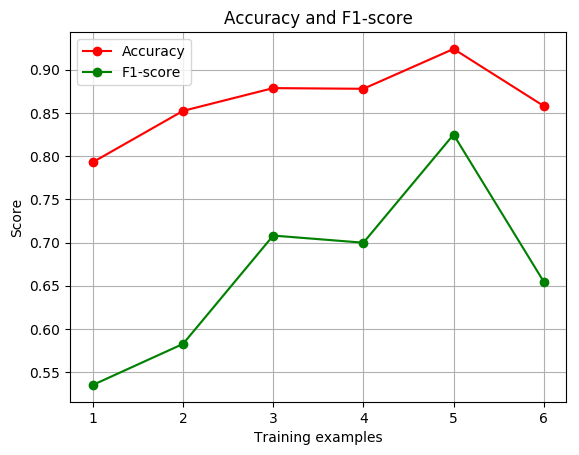 Accuracy and F1-score
Accuracy
F1-score
0.90
0.85
0.80
0.75
0.70
0.65
0.60
0.55
Score
1 2 3 4 5 6
Training examples